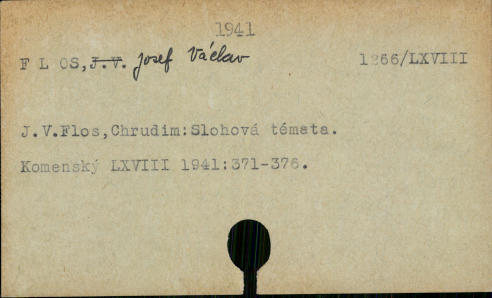 1941
F L OS, J.V. Josef Václav 1266/LXVIII
J.V.Flos,Chrudim:Slohová témata.
Komenský LXVIII 1941:371-376.